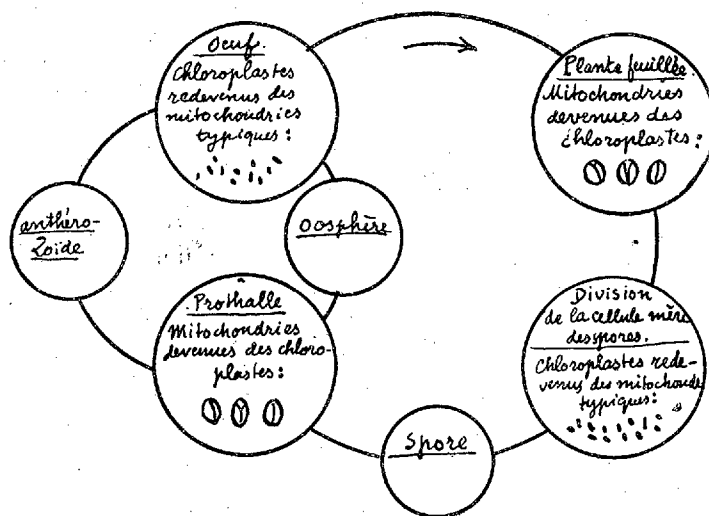 Oeuf.
Chloroplastes
redevenus des
mitochondries
typiques :
Plante feuillée.
Mitochondries
devenues des
chloroplastes :
anthéro-
zoïde
oosphère
Prothalle
Mitochondries
devenues des chloro-
plastes :
Division
de la cellule mère
des spores.
Chloroplastes rede-
venus des mitochond
typiques :
Spore